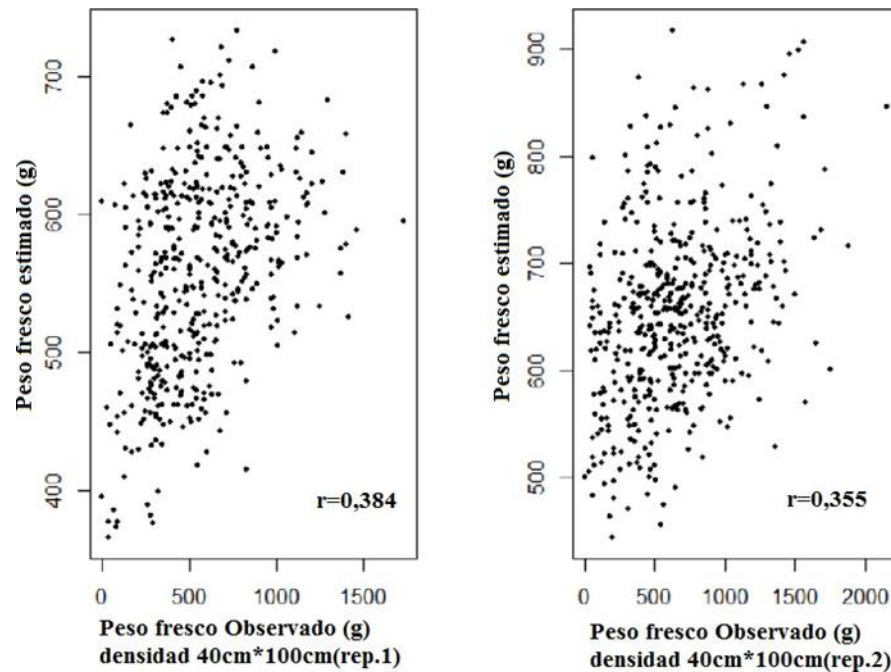 Peso fresco estimado (g)
700
600
500
400
r=0,384
0 500 1000 1500
Peso fresco Observado (g)
densidad 40cm*100cm(rep.1)
Peso fresco estimado (g)
900
800
700
600
500
r=0,355
0 500 1000 1500 2000
Peso fresco Observado (g)
densidad 40cm*100cm(rep.2)